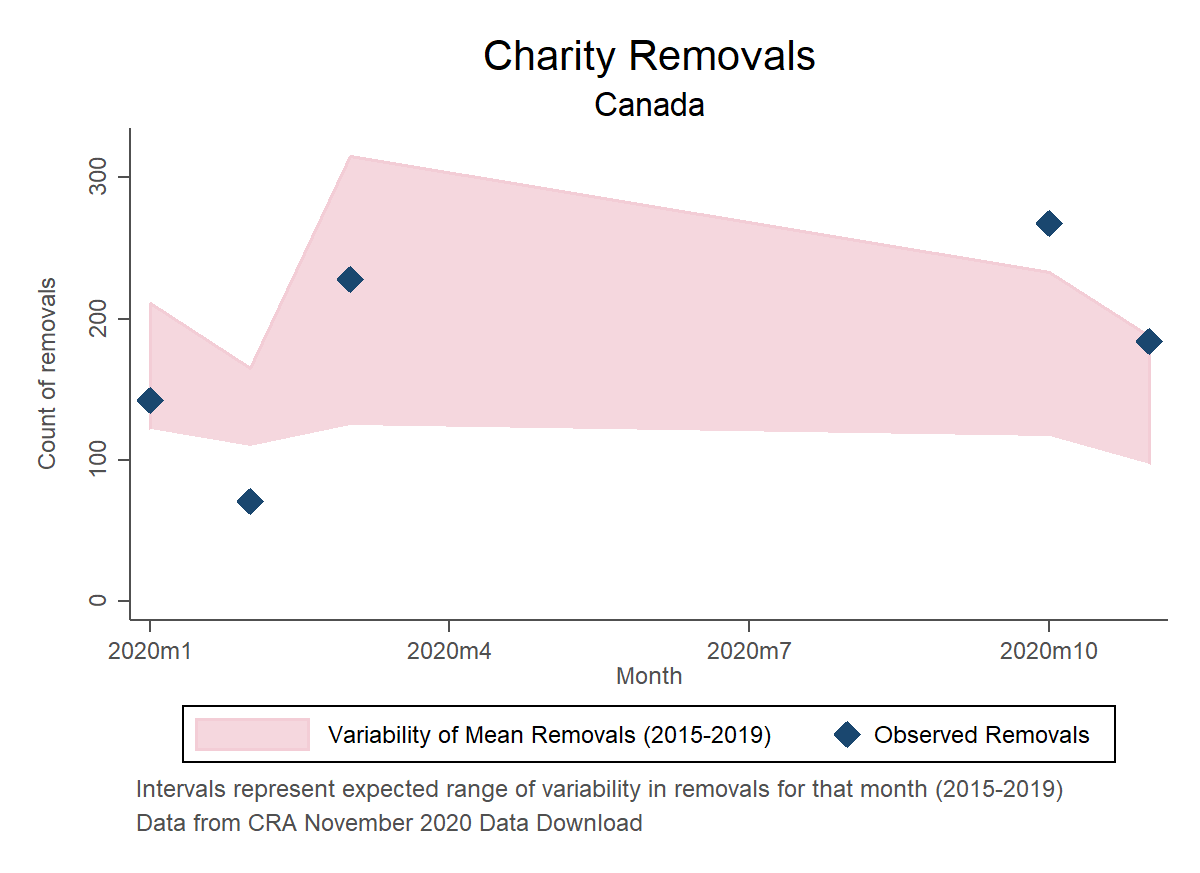 Charity Removals
Canada
Count of removals
300
200
100
0
2020m1 2020m4 2020m7 2020m10
Month
Variability of Mean Removals (2015-2019) Observed Removals
Intervals represent expected range of variability in removals for that month (2015-2019)
Data from CRA November 2020 Data Download